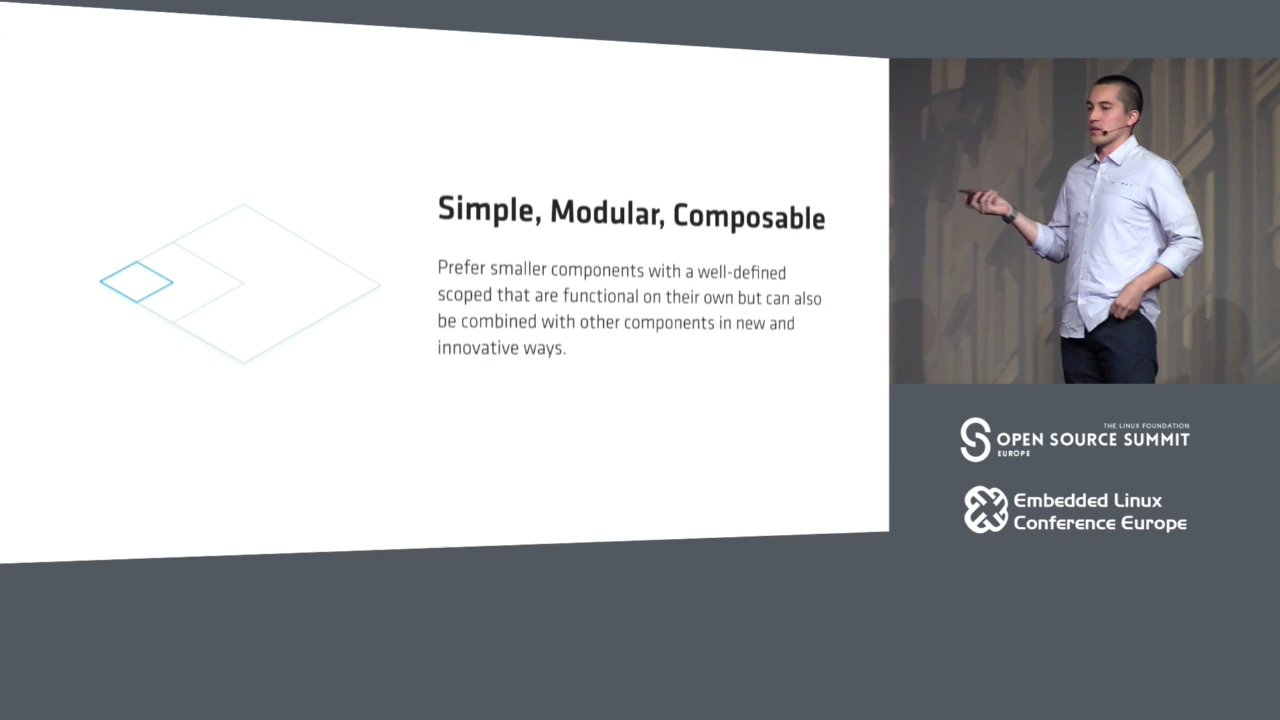 Simple, Modular, Composable
Prefer smaller components with a well-defined
scoped that are functional on their own but can also
be combined with other components in new and
innovative ways.
THE LINUX FOUNDATION
OPEN SOURCE SUMMIT
EUROPE
Embedded Linux
Conference Europe